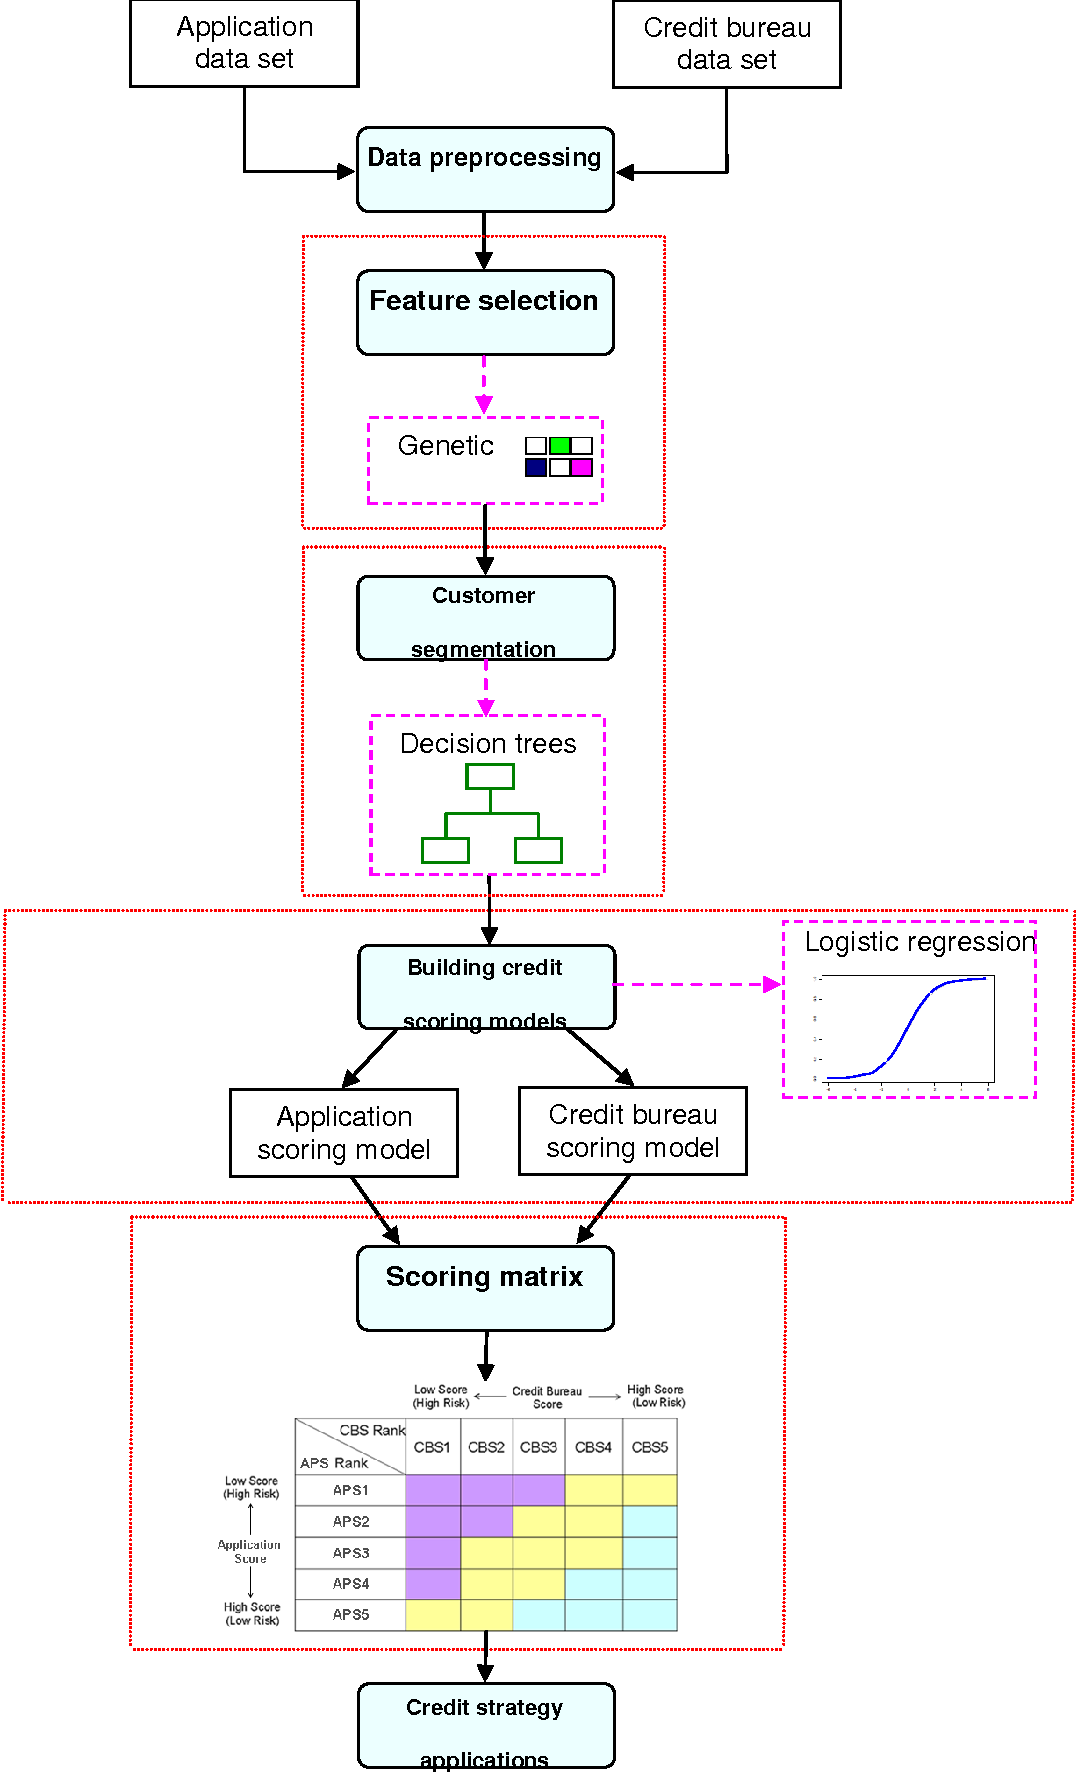 Application
data set
Credit bureau
data set
Data preprocessing
Feature selection
Genetic
Customer
segmentation
Decision trees
Building credit
scoring models
Logistic regression
Application
scoring model
Credit bureau
scoring model
Scoring matrix
Low Score
(High Risk)
Credit Bureau
Score
High Score
(Low Risk)
CBS Rank
APS Rank
CBS1 CBS2 CBS3 CBS4 CBS5
Low Score
(High Risk)
Application
Score
High Score
(Low Risk)
APS1
APS2
APS3
APS4
APS5
Credit strategy
applications